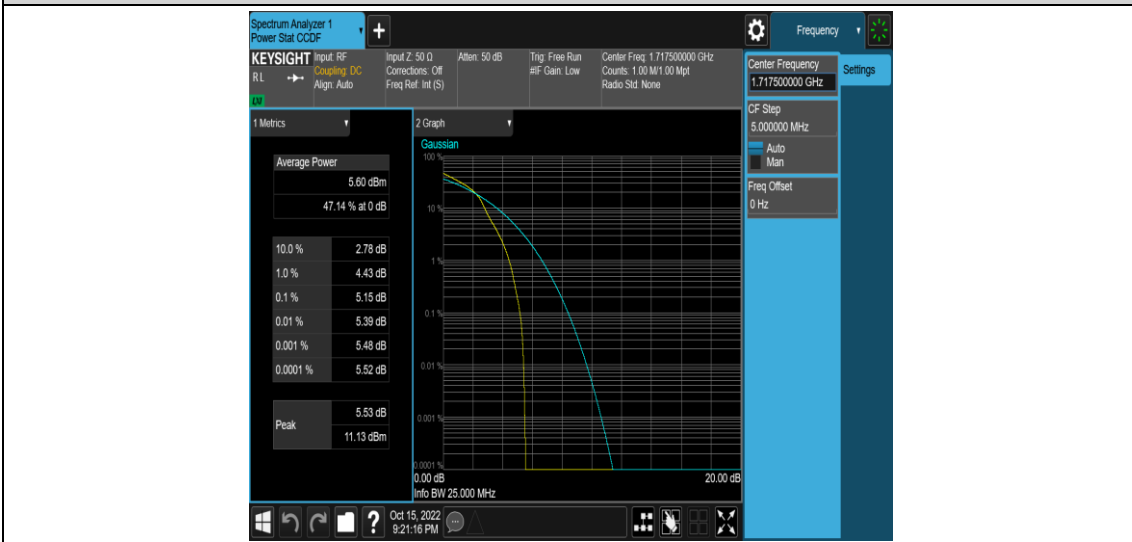 Spectrum Analyzer 1
Power Stat CCDF
+
Frequency
KEYSIGHT
RL
LXI
Input: RF
Coupling: DC
Align: Auto
Input Z: 50 Ω
Corrections: Off
Freq Ref: Int (S)
Atten: 50 dB
Trig: Free Run
#IF Gain: Low
Center Freq: 1.717500000 GHz
Counts: 1.00 M/1.00 Mpt
Radio Std: None
Center Frequency
1.717500000 GHz
Settings
CF Step
5.000000 MHz
Auto
Man
Freq Offset
0 Hz
1 Metrics
Average Power
5.60 dBm
47.14 % at 0 dB
10.0 % 2.78 dB
1.0 % 4.43 dB
0.1 % 5.15 dB
0.01 % 5.39 dB
0.001 % 5.48 dB
0.0001 % 5.52 dB
Peak
5.53 dB
11.13 dBm
2 Graph
Gaussian
100 %
10 %
1 %
0.1 %
0.01 %
0.001 %
0.0001 %
0.00 dB 20.00 dB
Info BW 25.000 MHz
?
Oct 15, 2022
9:21:16 PM